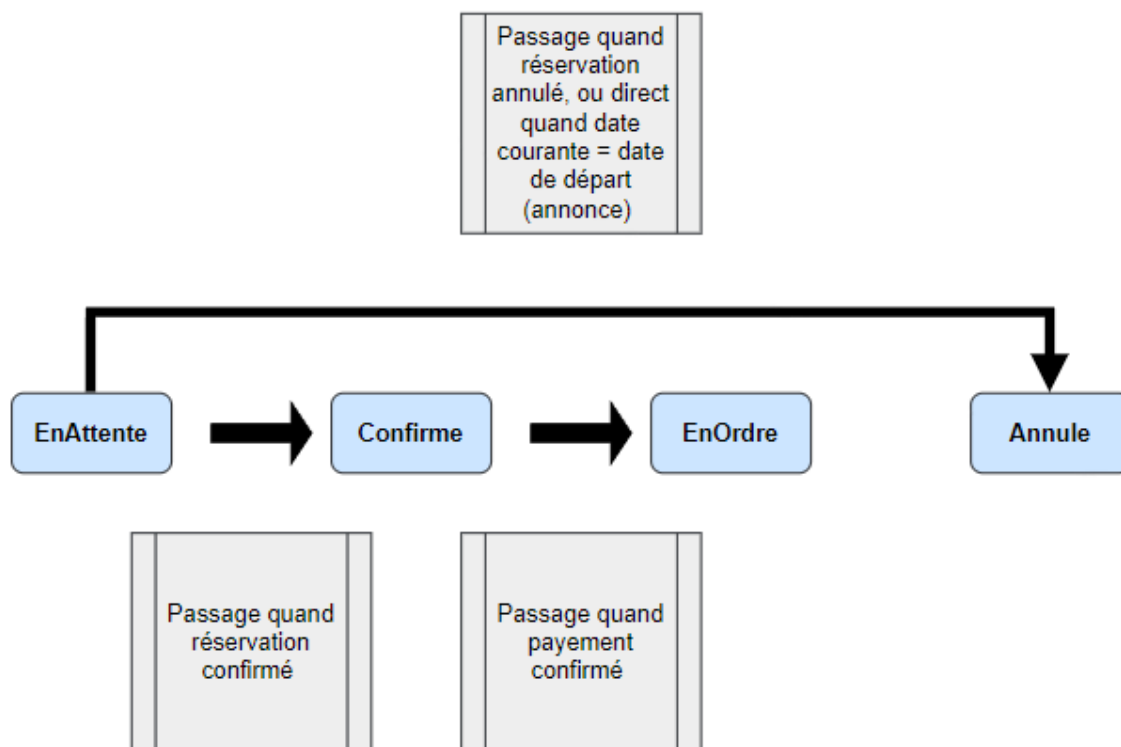 Passage quand
réservation
annulé, ou direct
quand date
courante = date
de départ
(annonce)
EnAttente
Confirme
EnOrdre
Annule
Passage quand
réservation
confirmé
Passage quand
payement
confirmé